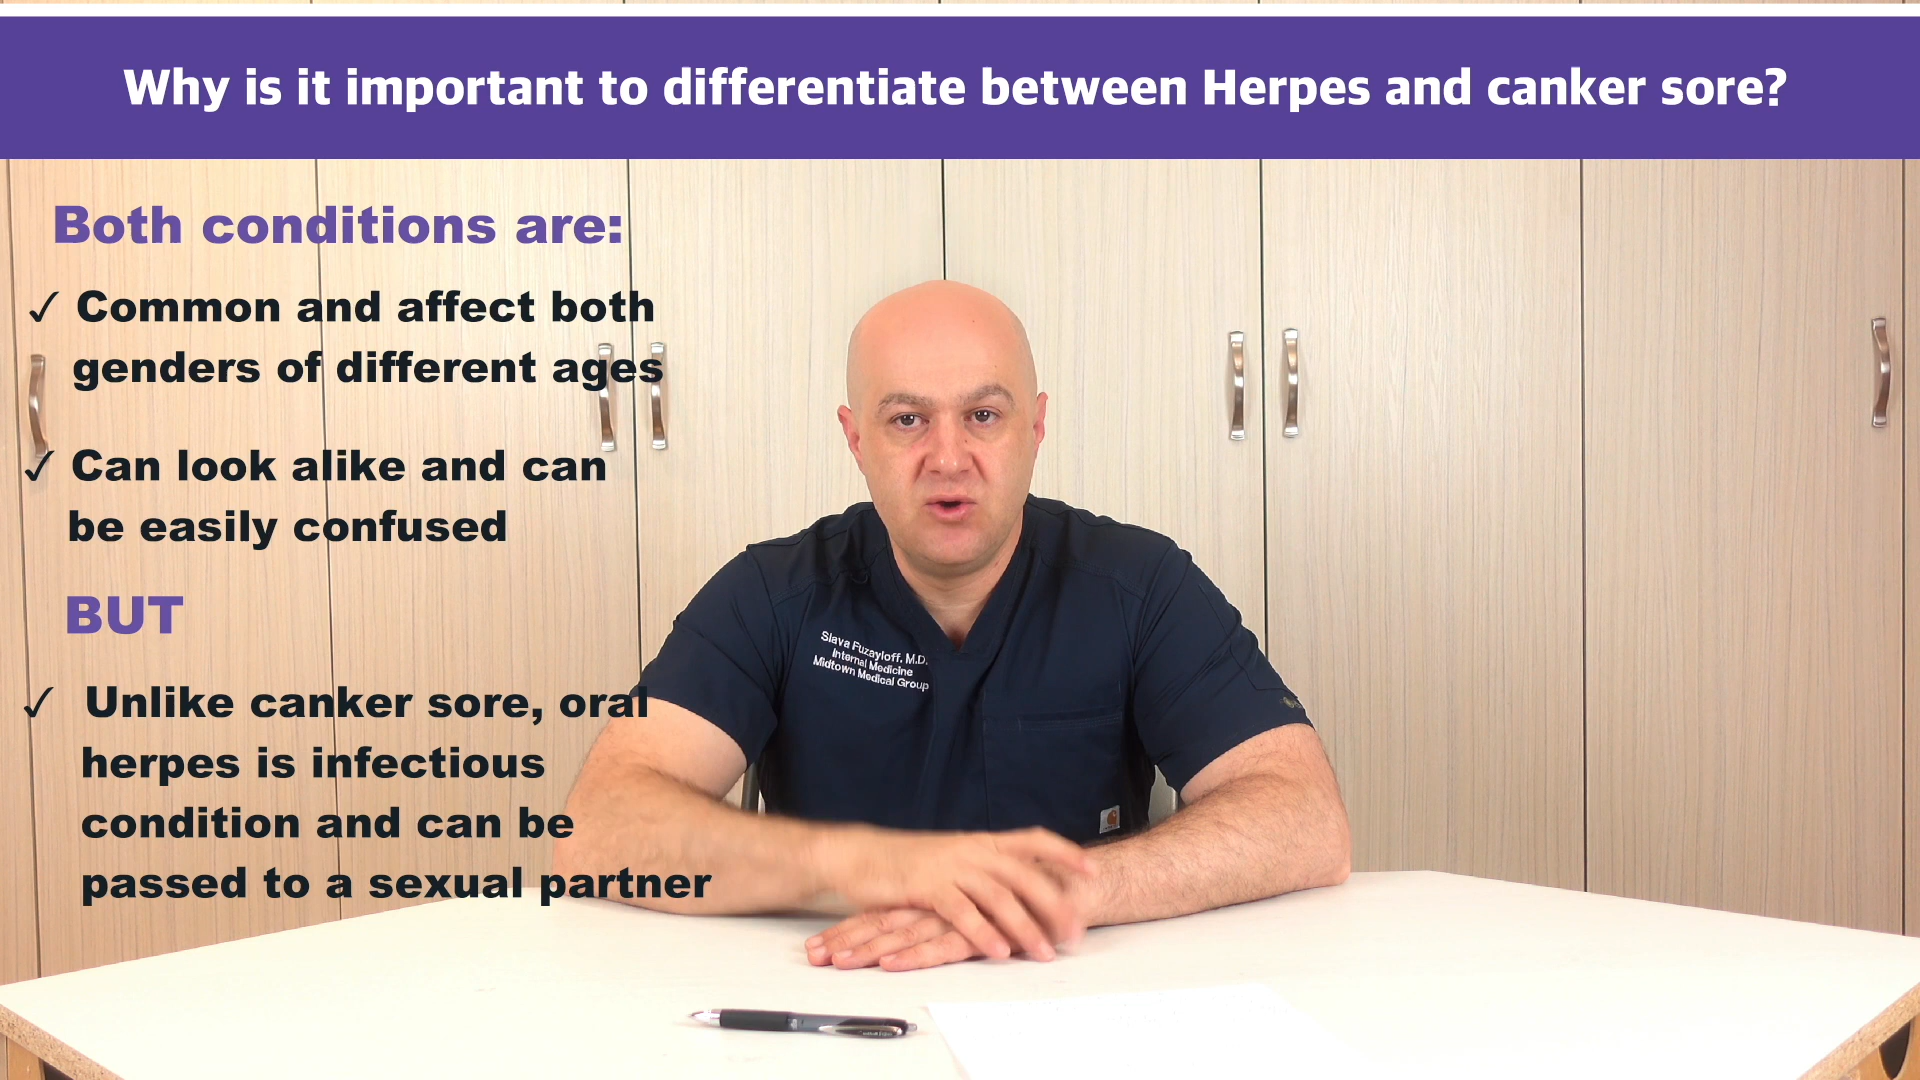 Why is it important to differentiate between Herpes and canker sore?
Both conditions are:
✓ Common and affect both
genders of different ages
✓ Can look alike and can
be easily confused
BUT
✓ Unlike canker sore, oral
herpes is infectious
condition and can be
passed to a sexual partner
Slava Fuzayloff, M.D.
Internal Medicine
Midtown Medical Group